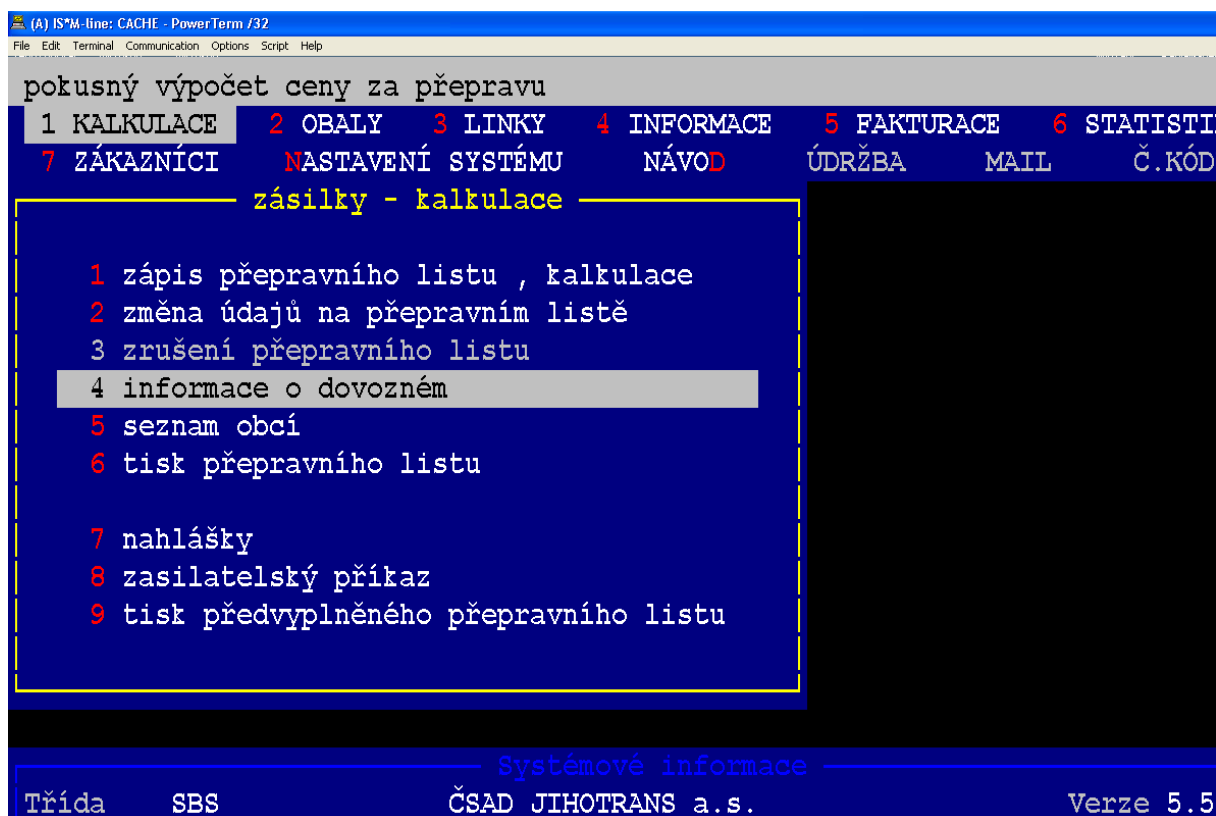 (A) IS*M-line: CACHE - PowerTerm /32
File Edit Terminal Communication Options Script Help
pokusný výpočet ceny za přepravu
1 KALKULACE 2 OBALY 3 LINKY 4 INFORMACE 5 FAKTURACE 6 STATISTI
7 ZÁKAZNÍCI NASTAVENÍ SYSTÉMU NÁVOD ÚDRŽBA MAIL Č.KÓD
zásilky - kalkulace
1 zápis přepravního listu , kalkulace
2 změna údajů na přepravním listě
3 zrušení přepravního listu
4 informace o dovozném
5 seznam obcí
6 tisk přepravního listu
7 nahlášky
8 zasilatelský příkaz
9 tisk předvyplněného přepravního listu
Systémové informace
Třída SBS ČSAD JIHOTRANS a.s. Verze 5.5